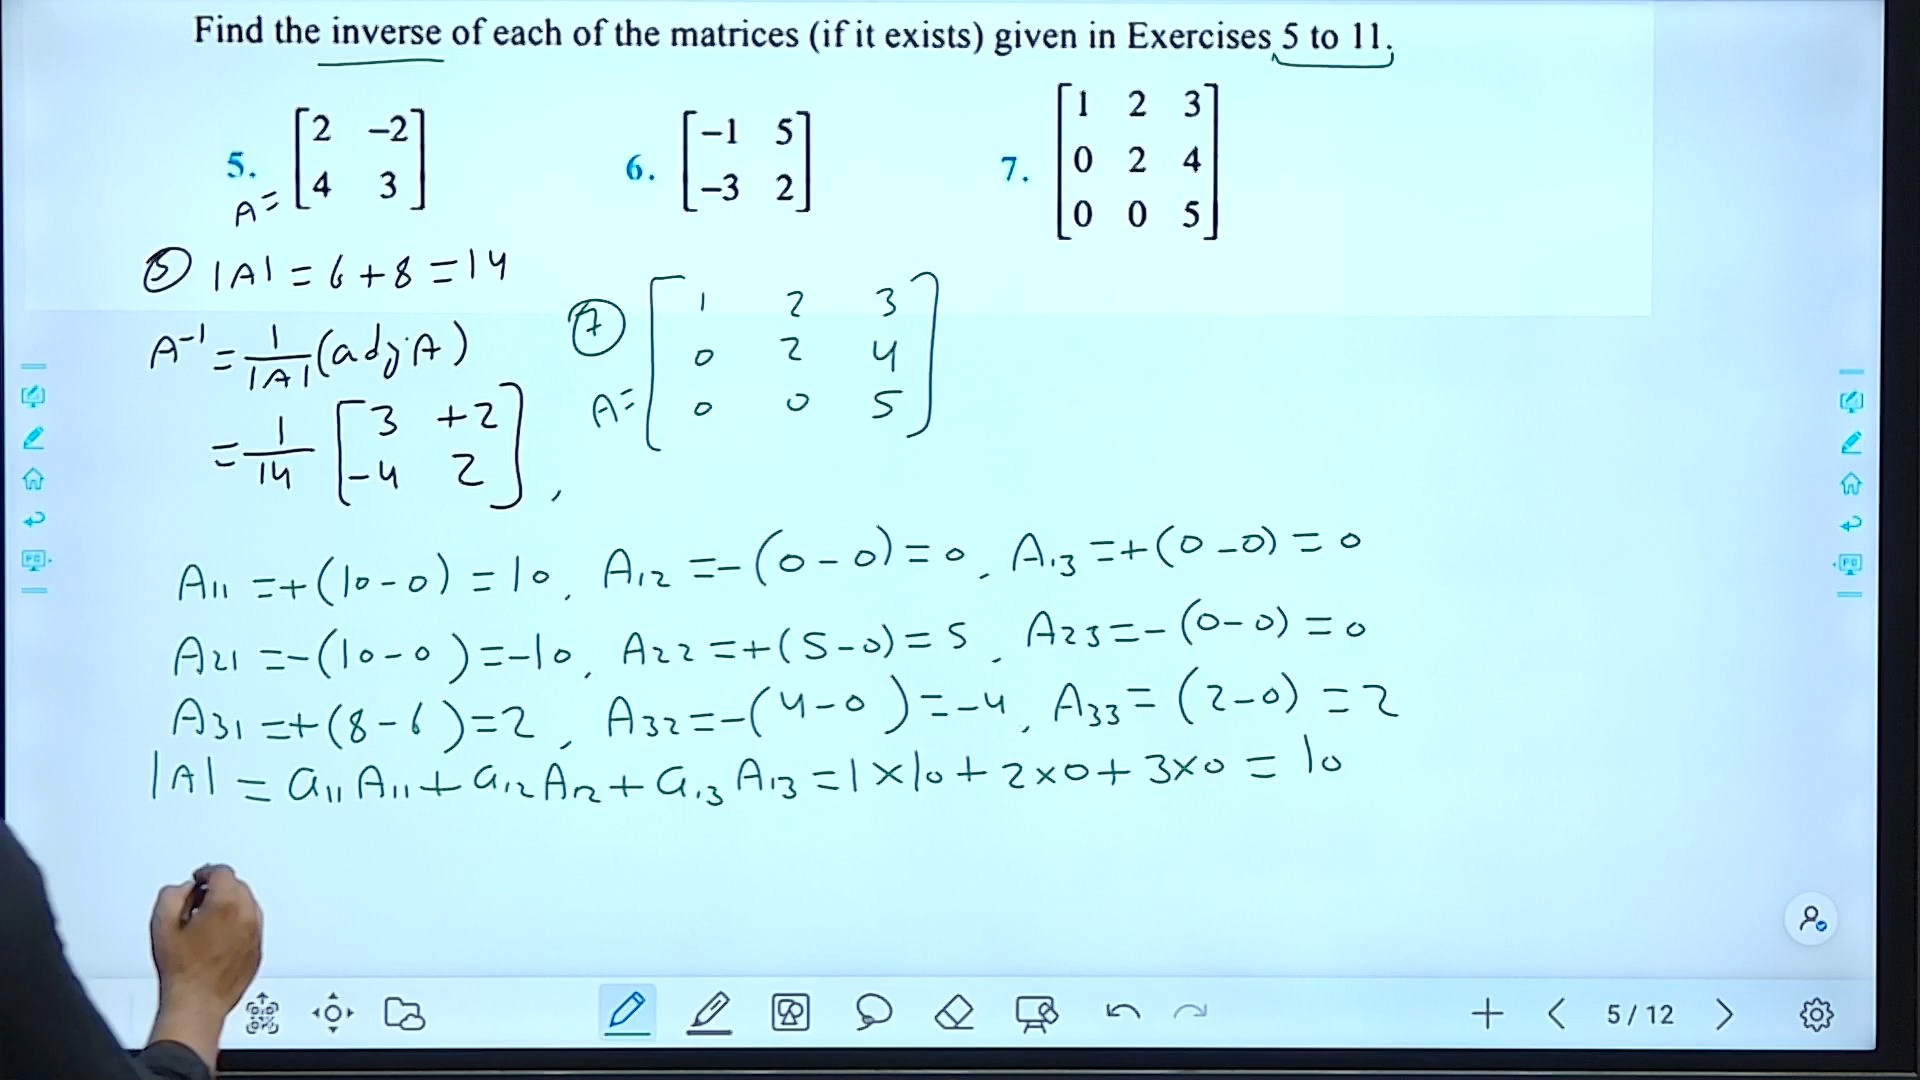 Find the inverse of each of the matrices (if it exists) given in Exercises 5 to 11.
5. [2 -2
4 3]
6. [-1 5
-3 2]
7. [1 2 3
0 2 4
0 0 5]
A=
⑤ |A| = 6+8 = 14
A⁻¹ = 1/|A| (adj A)
= 1/14 [3 +2
-4 2],
⑦ A= [1 2 3
0 2 4
0 0 5]
A11 = +(10-0) = 10, A12 = -(0-0) = 0, A13 = +(0-0) = 0
A21 = -(10-0) = -10, A22 = +(5-0) = 5, A23 = -(0-0) = 0
A31 = +(8-6) = 2, A32 = -(4-0) = -4, A33 = (2-0) = 2
|A| = a11 A11 + a12 A12 + a13 A13 = 1×10 + 2×0 + 3×0 = 10
5/12